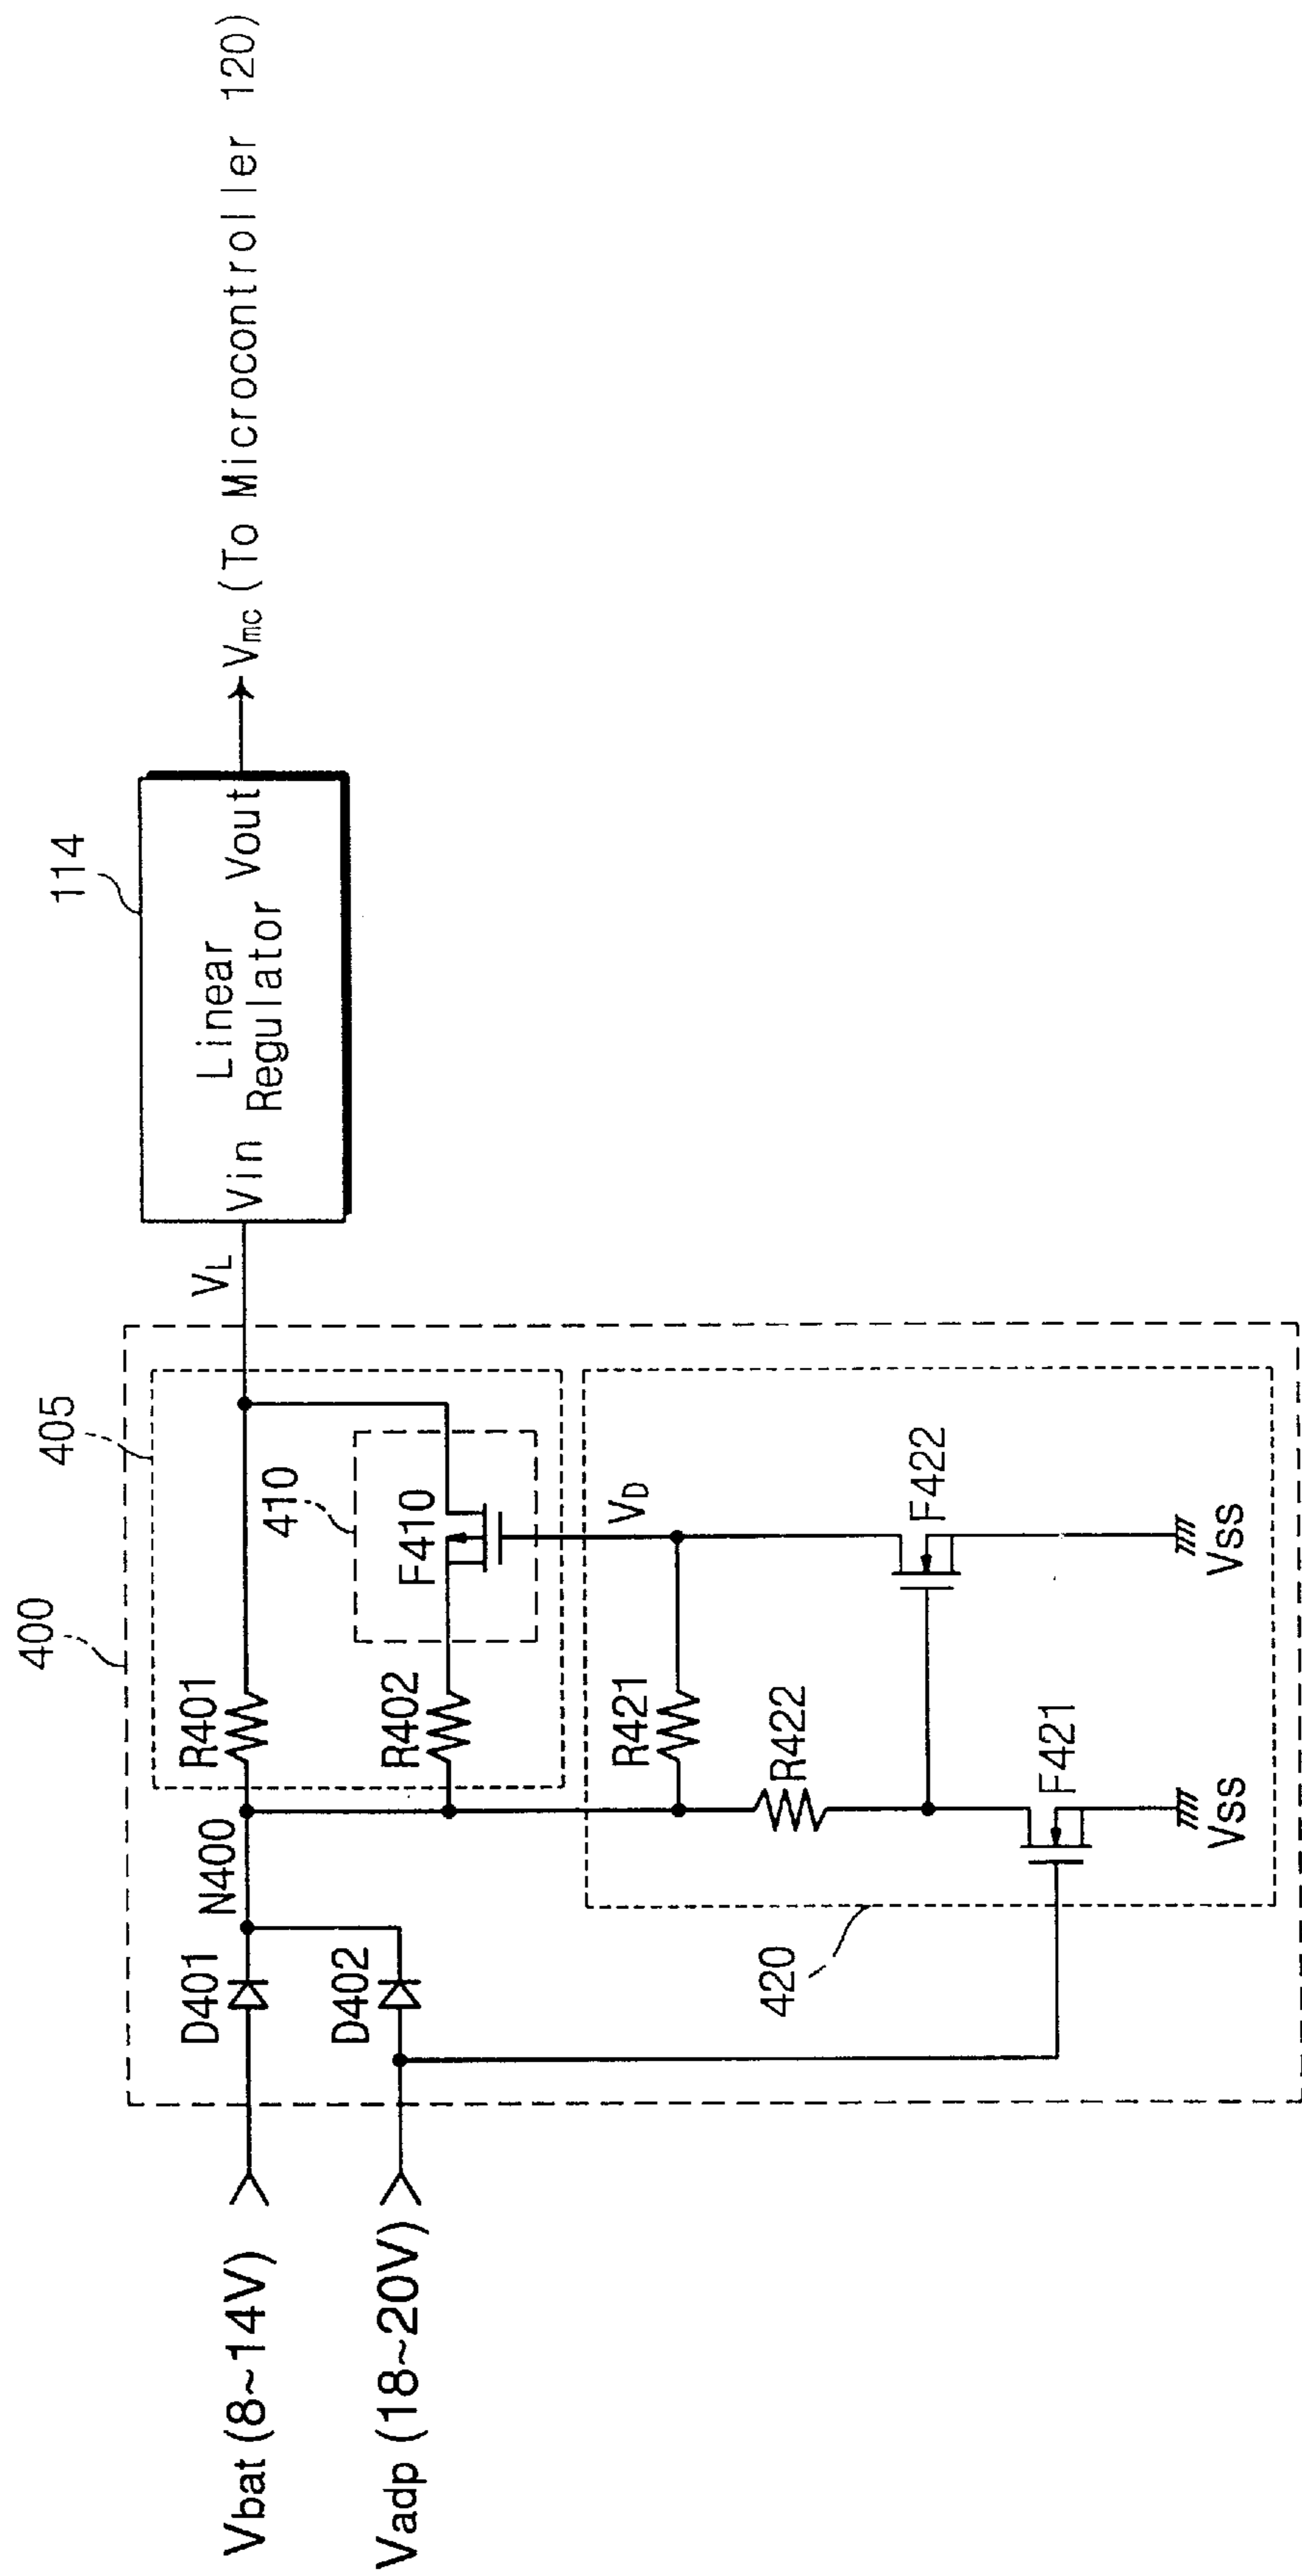 400
405
114
Vbat (8~14V)
D401
N400
R401
VL
Vin
Linear
Regulator
Vout
Vmc (To Microcontroller 120)
410
Vadp (18~20V)
D402
R402
F410
420
R421
VD
R422
F422
F421
Vss
Vss